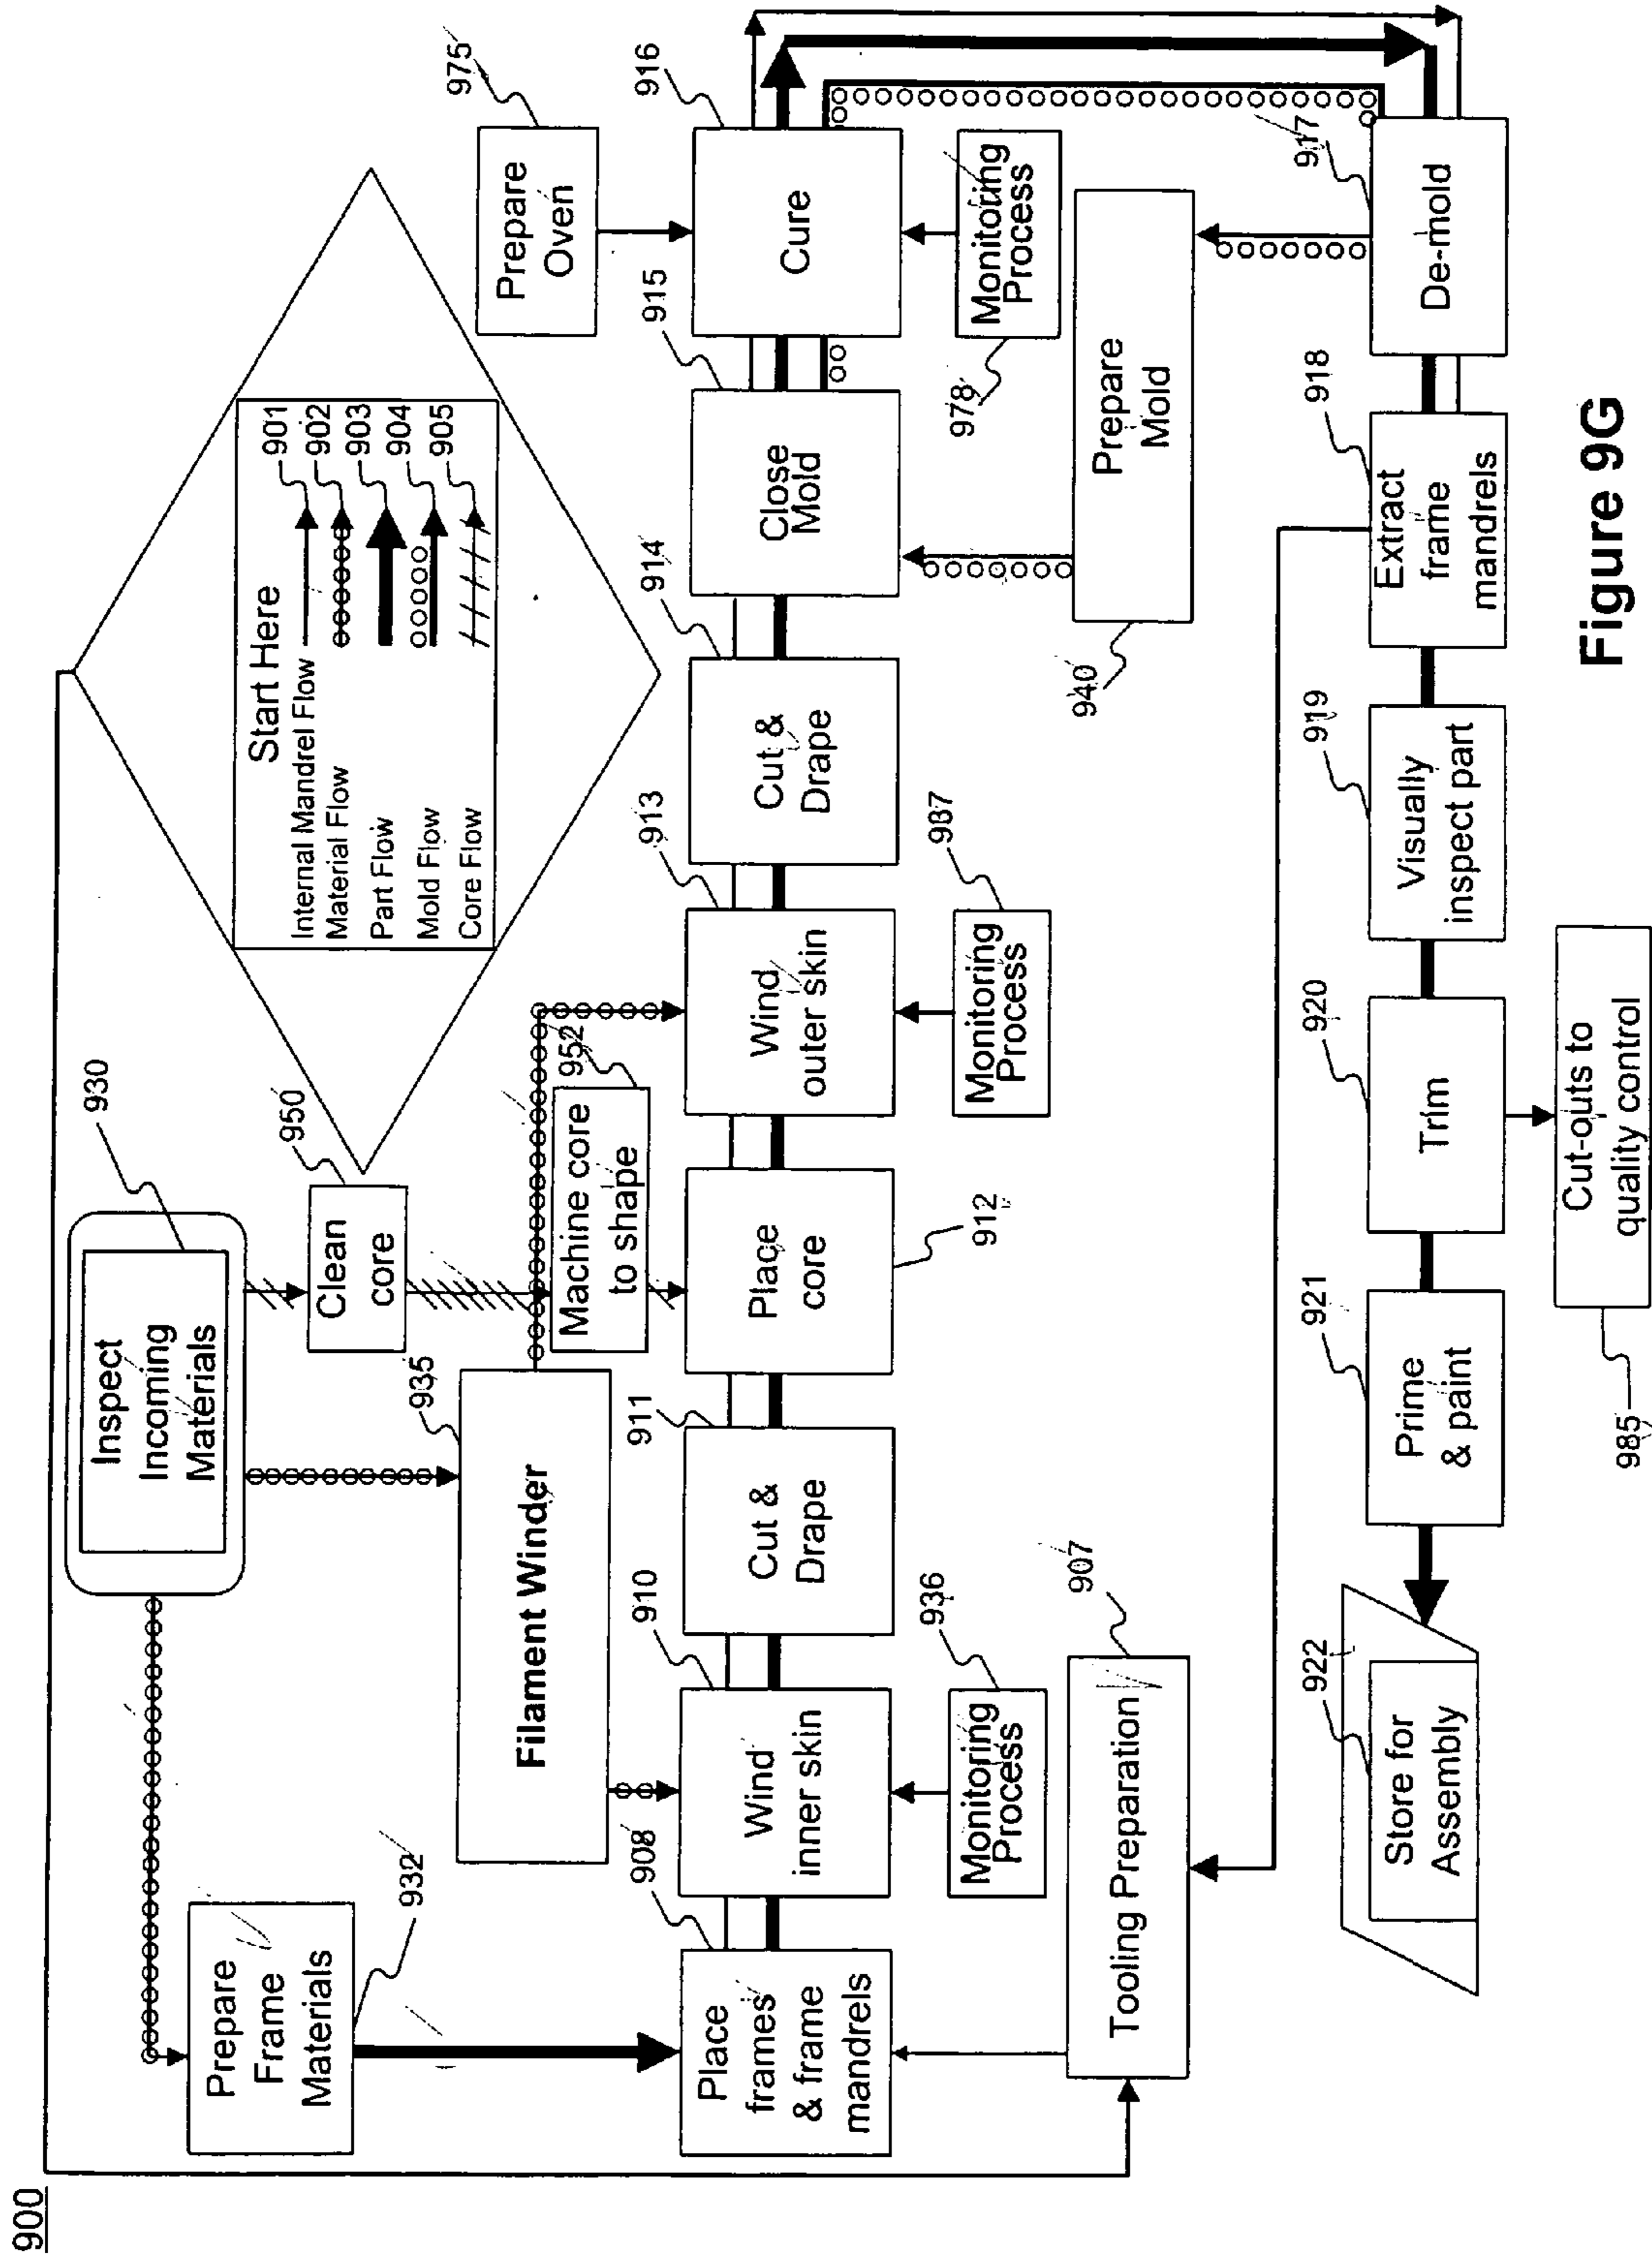 900
Start Here
Internal Mandrel Flow
901
Material Flow
902
Part Flow
903
Mold Flow
904
Core Flow
905
930
Inspect
Incoming
Materials
950
Clean
core
Prepare
Frame
Materials
932
935
Filament Winder
952
Machine core
to shape
975
Prepare
Oven
908
Place
frames
& frame
mandrels
910
Wind
inner skin
911
Cut &
Drape
Place
core
912
913
Wind
outer skin
914
Cut &
Drape
915
Close
Mold
916
Cure
936
Monitoring
Process
987
Monitoring
Process
Monitoring
Process
978
907
Tooling Preparation
Prepare
Mold
940
917
De-mold
918
Extract
frame
mandrels
919
Visually
inspect part
920
Trim
921
Prime
& paint
922
Store for
Assembly
Cut-outs to
quality control
985
Figure 9G